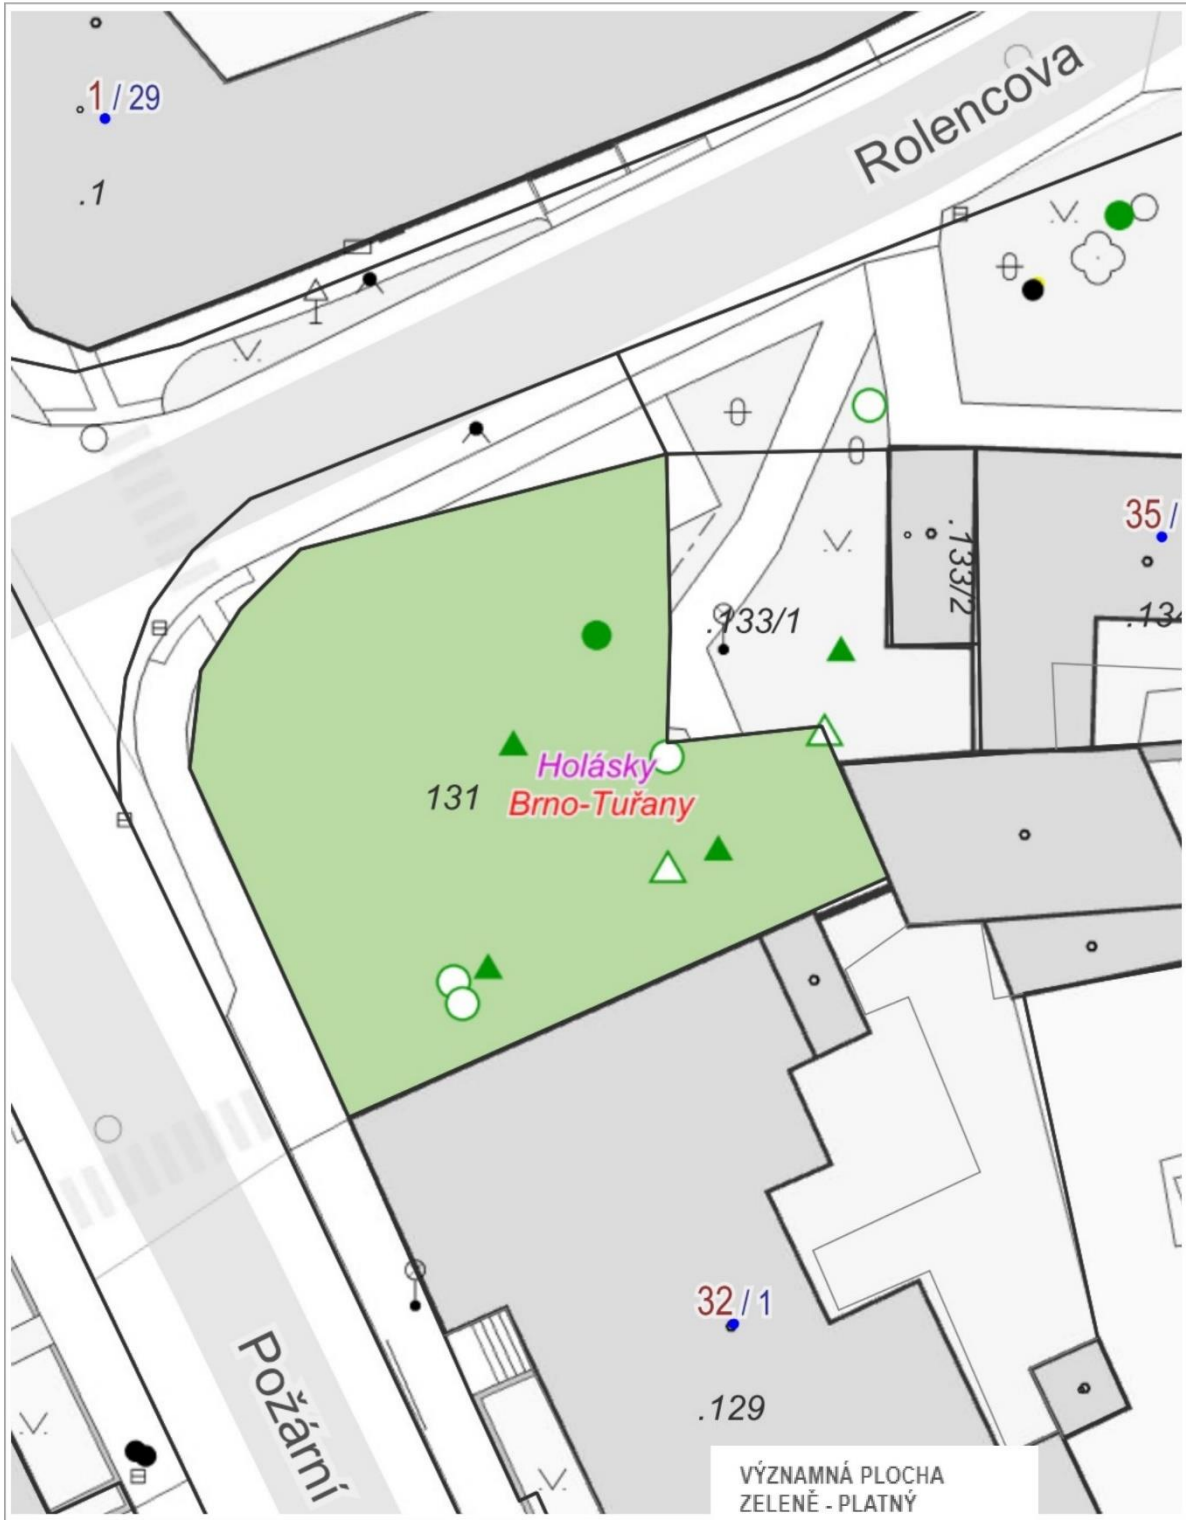 1 / 29
.1
Rolencova
35 /
.133/2
.133/1
.134
Holásky
131
Brno-Tuřany
32 / 1
Požární
.129
VÝZNAMNÁ PLOCHA
ZELENĚ - PLATNÝ